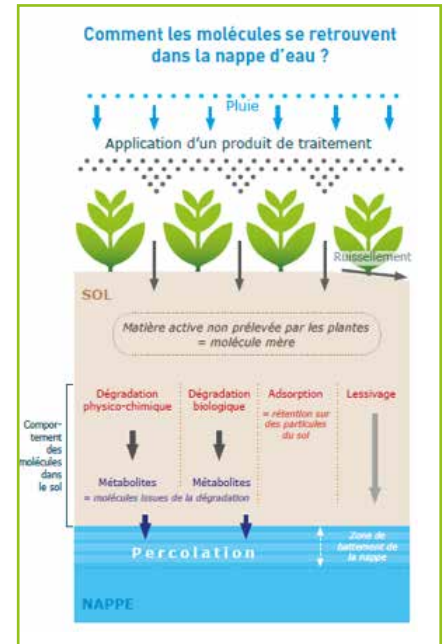 Comment les molécules se retrouvent
dans la nappe d'eau ?
Pluie
Application d'un produit de traitement
Ruissellement
SOL
Matière active non prélevée par les plantes
= molécule mère
Compor-
tement
des
molécules
dans
le sol
Dégradation
physico-chimique
Dégradation
biologique
Adsorption
= rétention sur
des particules
du sol
Lessivage
Métabolites
Métabolites
= molécules issues de la dégradation
Percolation
Zone de
battement de
la nappe
NAPPE